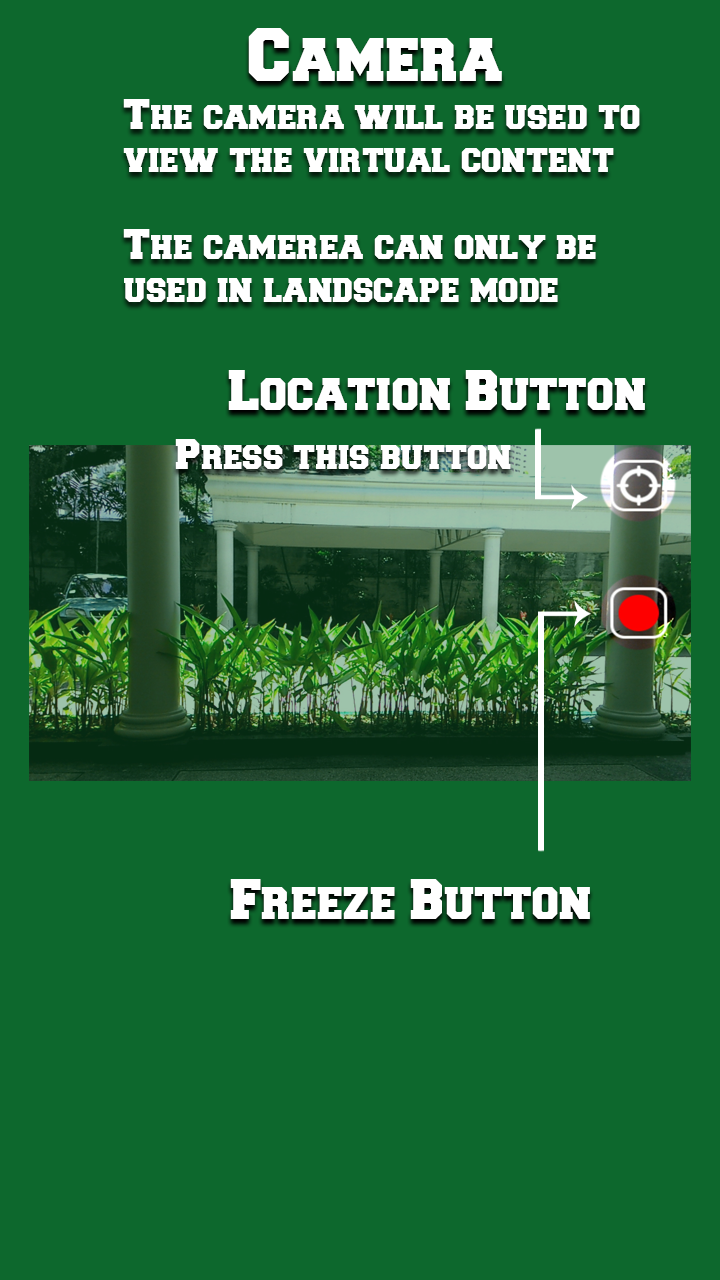 Camera
The camera will be used to
view the virtual content
The camerea can only be
used in landscape mode
Location Button
Press this button
Freeze Button